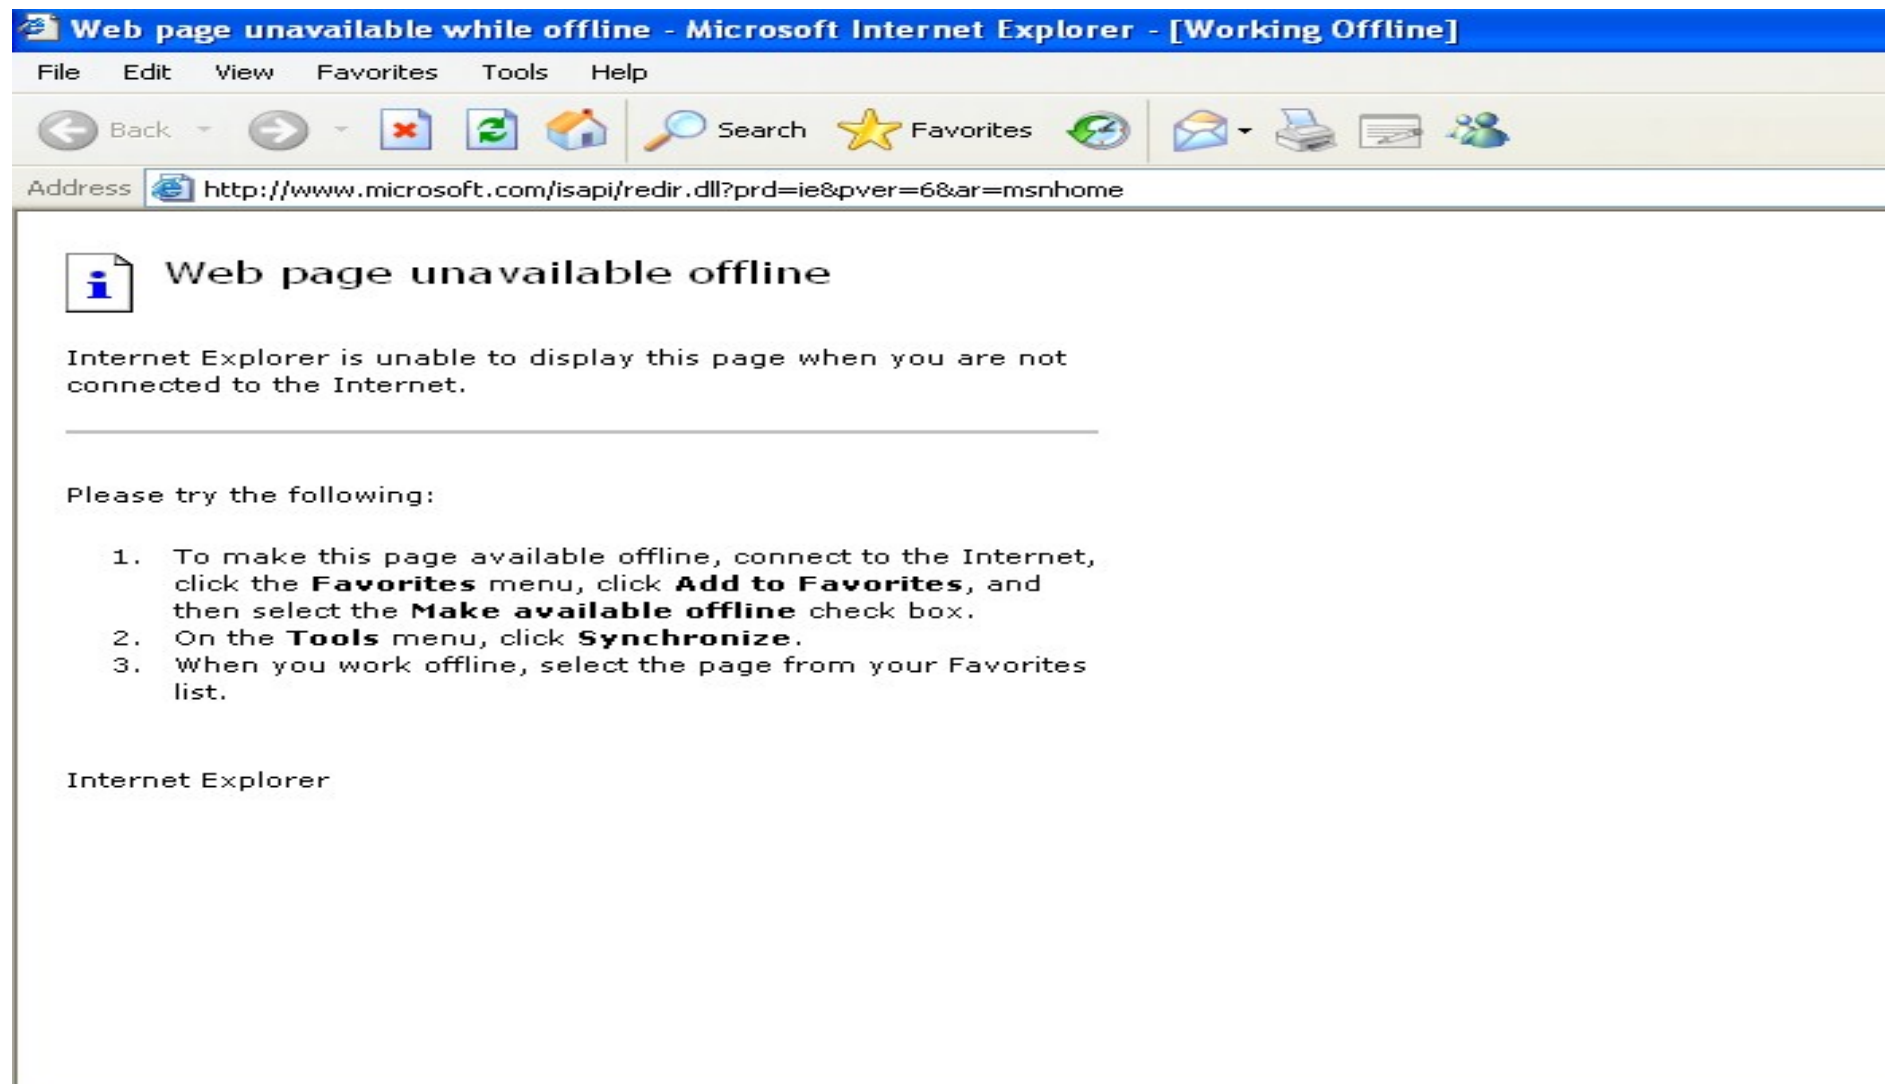 Web page unavailable while offline - Microsoft Internet Explorer - [Working Offline]
File Edit View Favorites Tools Help
Back Search Favorites
Address http://www.microsoft.com/isapi/redir.dll?prd=ie&pver=6&ar=msnhome
Web page unavailable offline
Internet Explorer is unable to display this page when you are not
connected to the Internet.
Please try the following:
1. To make this page available offline, connect to the Internet,
click the Favorites menu, click Add to Favorites, and
then select the Make available offline check box.
2. On the Tools menu, click Synchronize.
3. When you work offline, select the page from your Favorites
list.
Internet Explorer